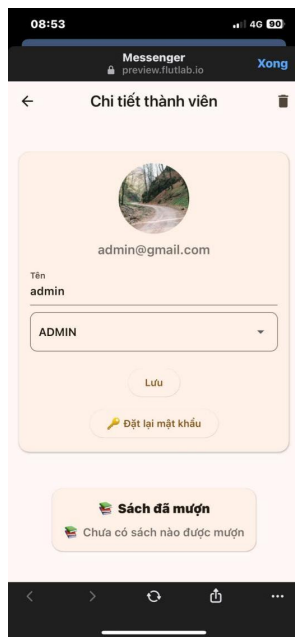 08:53
4G 90
Messenger
preview.flutlab.io
Xong
Chi tiết thành viên
admin@gmail.com
Tên
admin
ADMIN
Lưu
Đặt lại mật khẩu
Sách đã mượn
Chưa có sách nào được mượn